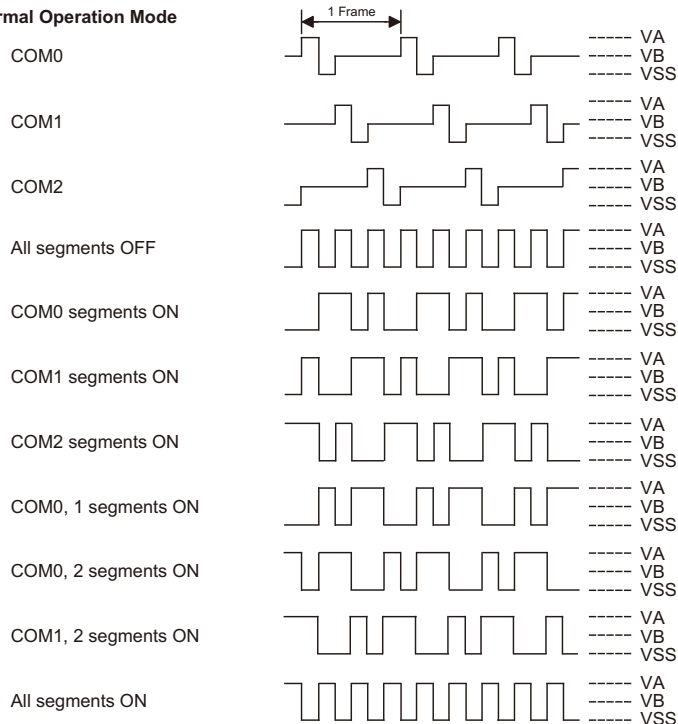 rmal Operation Mode
1 Frame
COM0
VA
VB
VSS
COM1
VA
VB
VSS
COM2
VA
VB
VSS
All segments OFF
VA
VB
VSS
COM0 segments ON
VA
VB
VSS
COM1 segments ON
VA
VB
VSS
COM2 segments ON
VA
VB
VSS
COM0, 1 segments ON
VA
VB
VSS
COM0, 2 segments ON
VA
VB
VSS
COM1, 2 segments ON
VA
VB
VSS
All segments ON
VA
VB
VSS